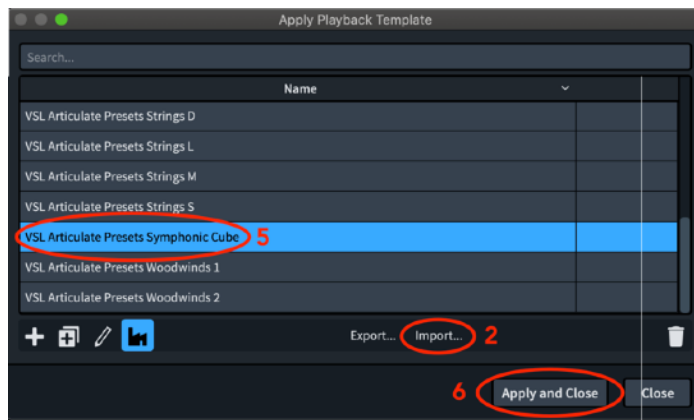 Apply Playback Template
Search...
Name
VSL Articulate Presets Strings D
VSL Articulate Presets Strings L
VSL Articulate Presets Strings M
VSL Articulate Presets Strings S
VSL Articulate Presets Symphonic Cube 5
VSL Articulate Presets Woodwinds 1
VSL Articulate Presets Woodwinds 2
Export... Import... 2
6 Apply and Close Close